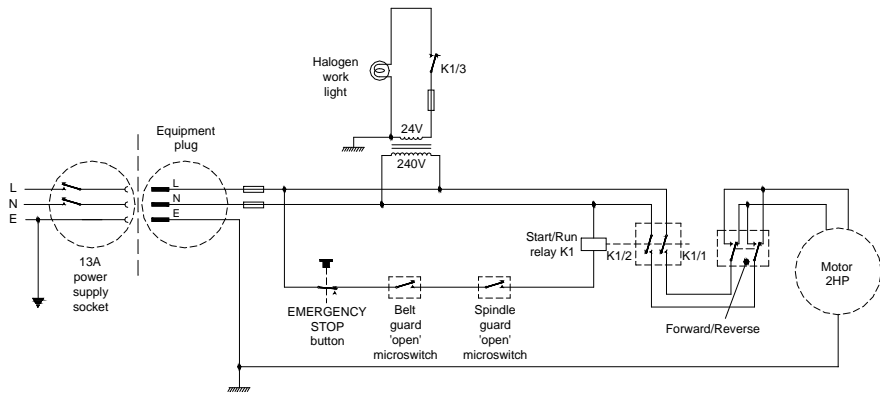 Halogen
work
light
K1/3
24V
240V
Equipment
plug
L
N
E
L
N
E
13A
power
supply
socket
Start/Run
relay K1
K1/2
K1/1
Motor
2HP
EMERGENCY
STOP
button
Belt
guard
'open'
microswitch
Spindle
guard
'open'
microswitch
Forward/Reverse